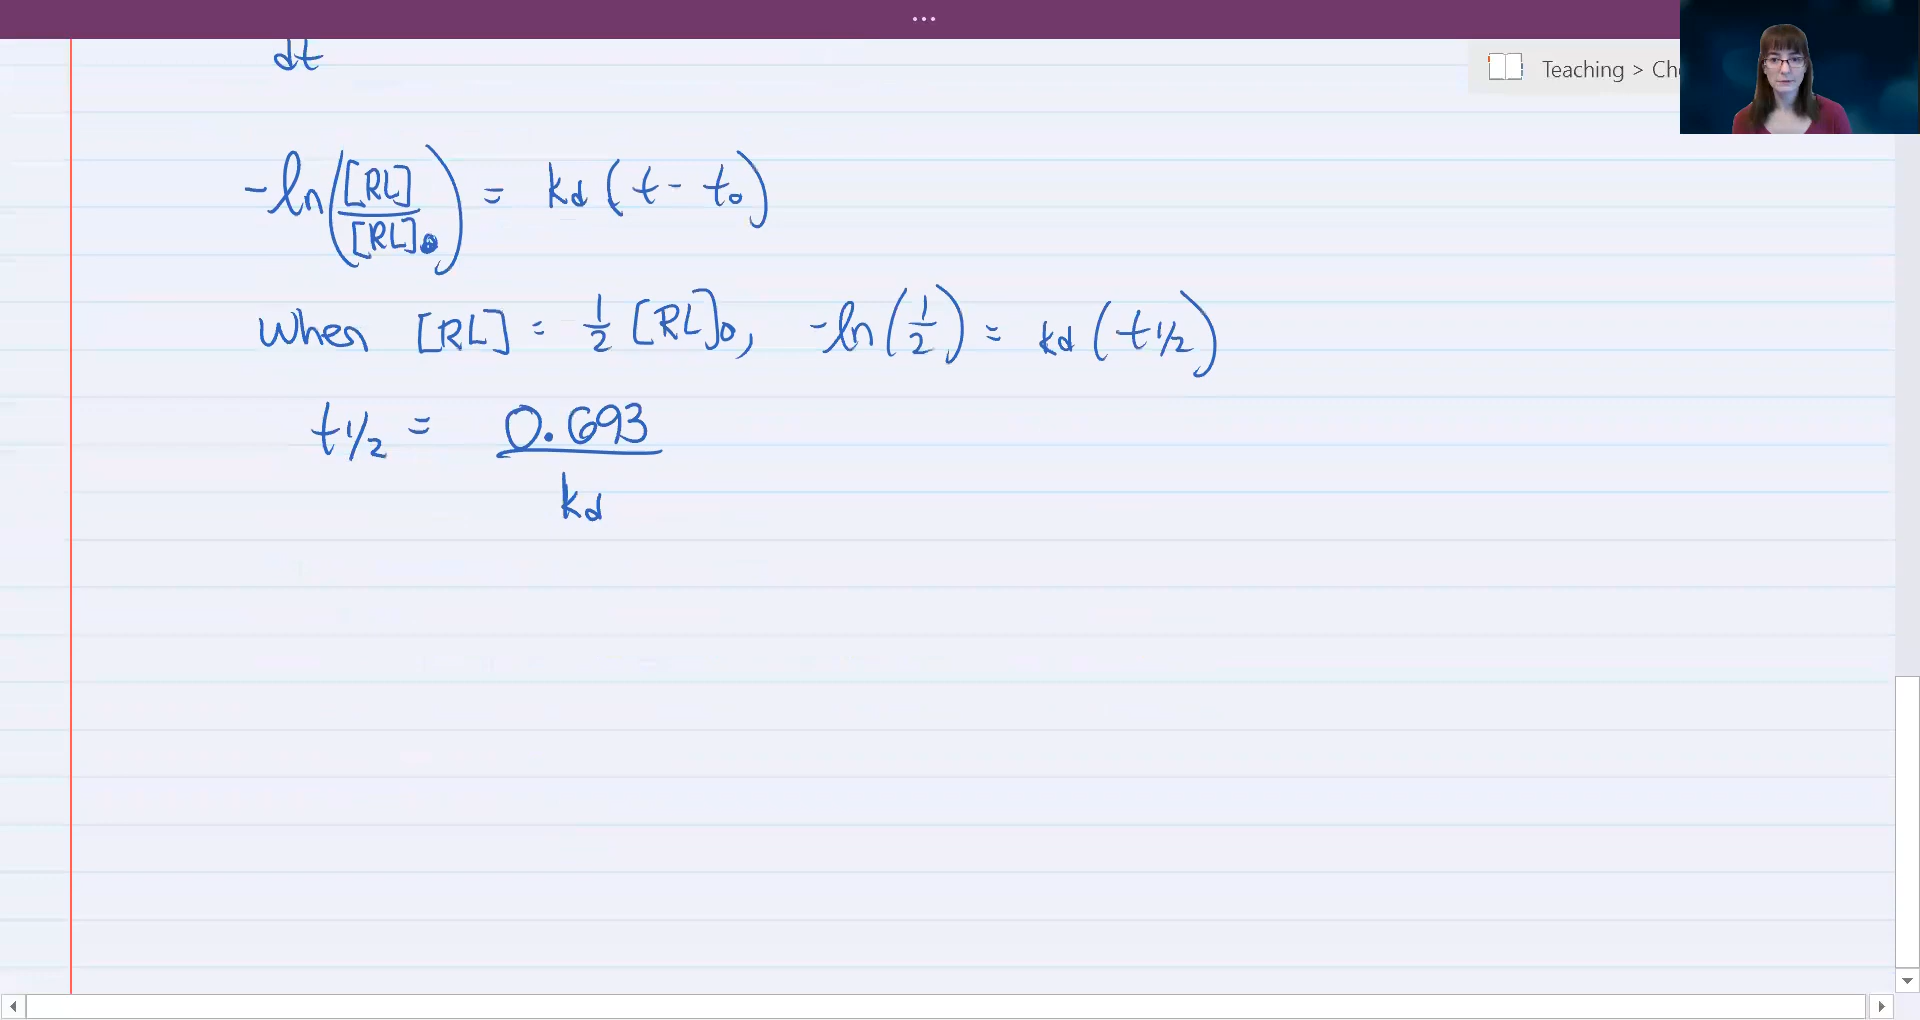 ...
dt
Teaching > Ch
-ln([RL]/[RL]₀) = kd (t - t₀)
When [RL] = 1/2 [RL]₀, -ln(1/2) = kd (t1/2)
t1/2 = 0.693/kd